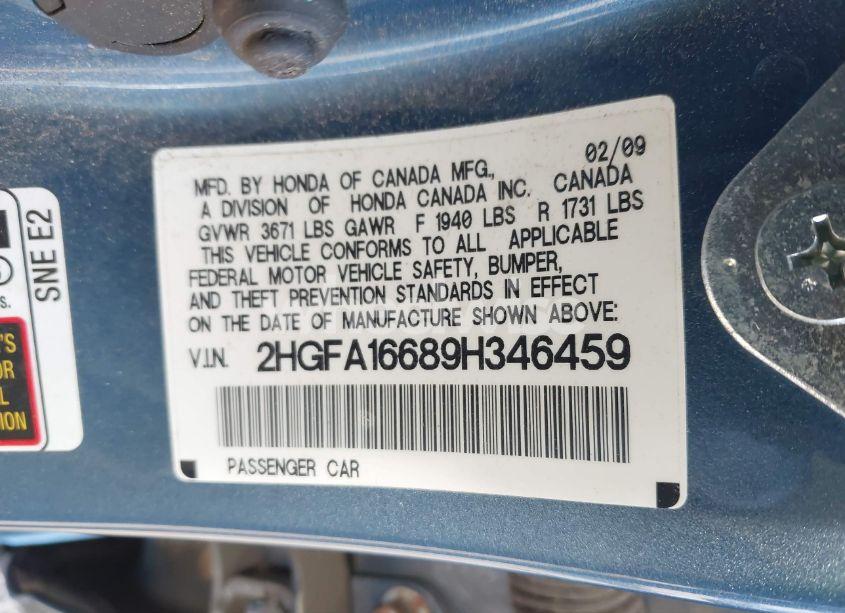 02/09
MFD. BY HONDA OF CANADA MFG.,
A DIVISION OF HONDA CANADA INC. CANADA
GVWR 3671 LBS GAWR F 1940 LBS R 1731 LBS
THIS VEHICLE CONFORMS TO ALL APPLICABLE
FEDERAL MOTOR VEHICLE SAFETY, BUMPER,
AND THEFT PREVENTION STANDARDS IN EFFECT
ON THE DATE OF MANUFACTURE SHOWN ABOVE:
V.I.N. 2HGFA16689H346459
PASSENGER CAR
SNE E2
S.
'S
OR
L
TION